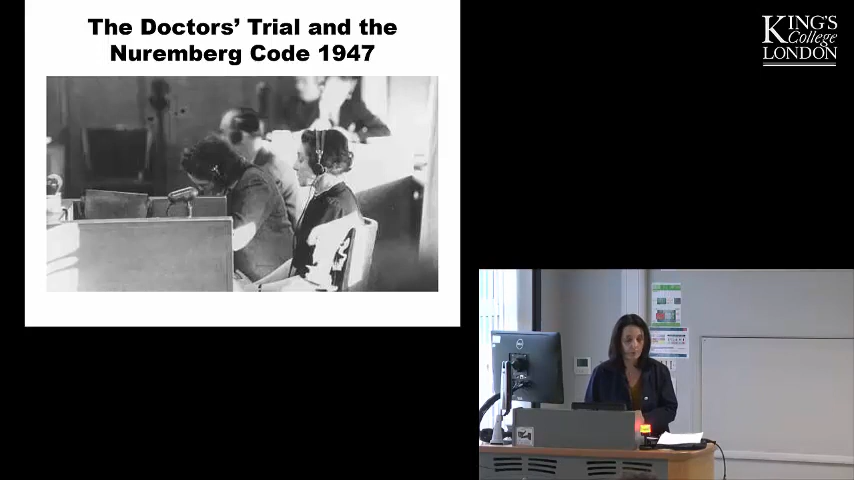 The Doctors’ Trial and the
Nuremberg Code 1947
KING'S
College
LONDON